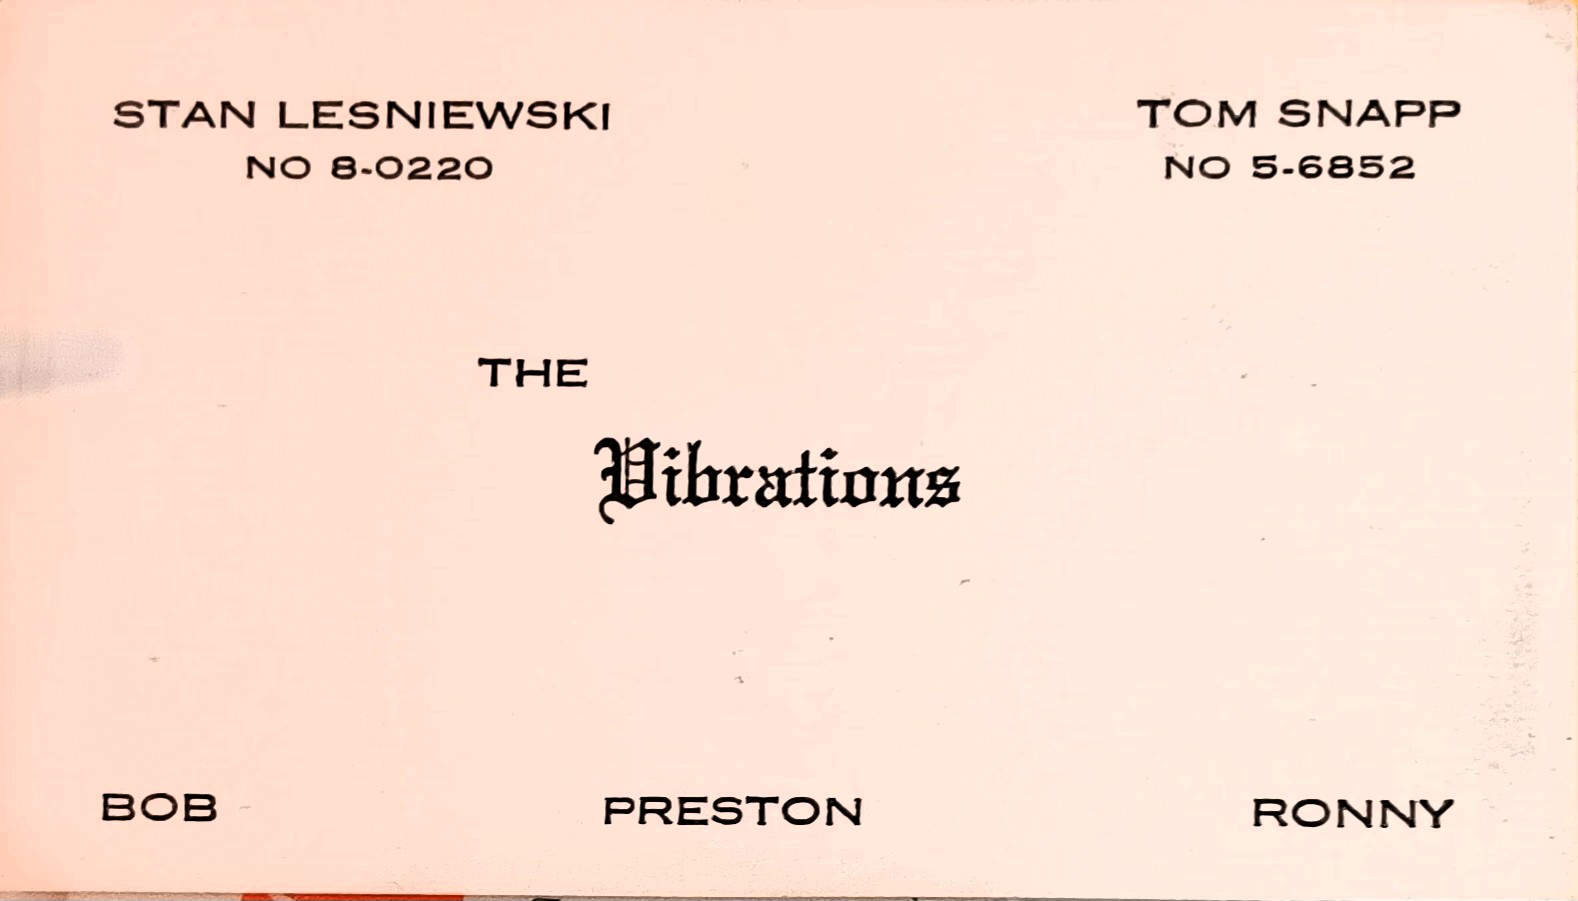 STAN LESNIEWSKI
NO 8-0220
TOM SNAPP
NO 5-6852
THE
Vibrations
BOB PRESTON RONNY